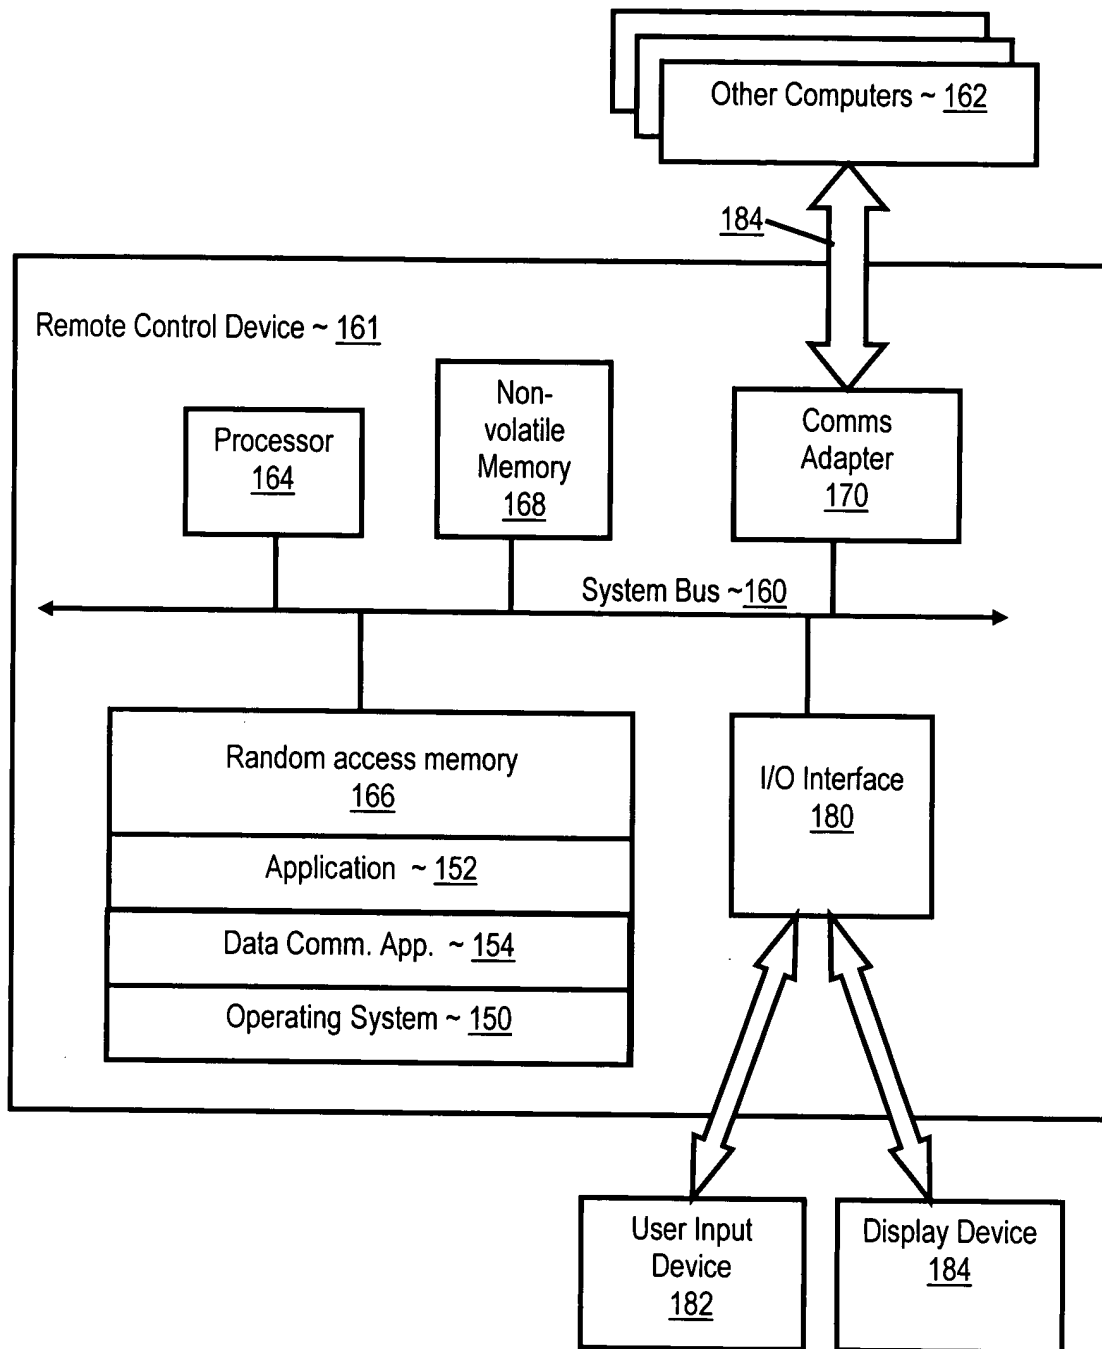 Other Computers ~ 162
184
Remote Control Device ~ 161
Non-
volatile
Memory
168
Processor
164
Comms
Adapter
170
System Bus ~160
Random access memory
166
I/O Interface
180
Application ~ 152
Data Comm. App. ~ 154
Operating System ~ 150
User Input
Device
182
Display Device
184